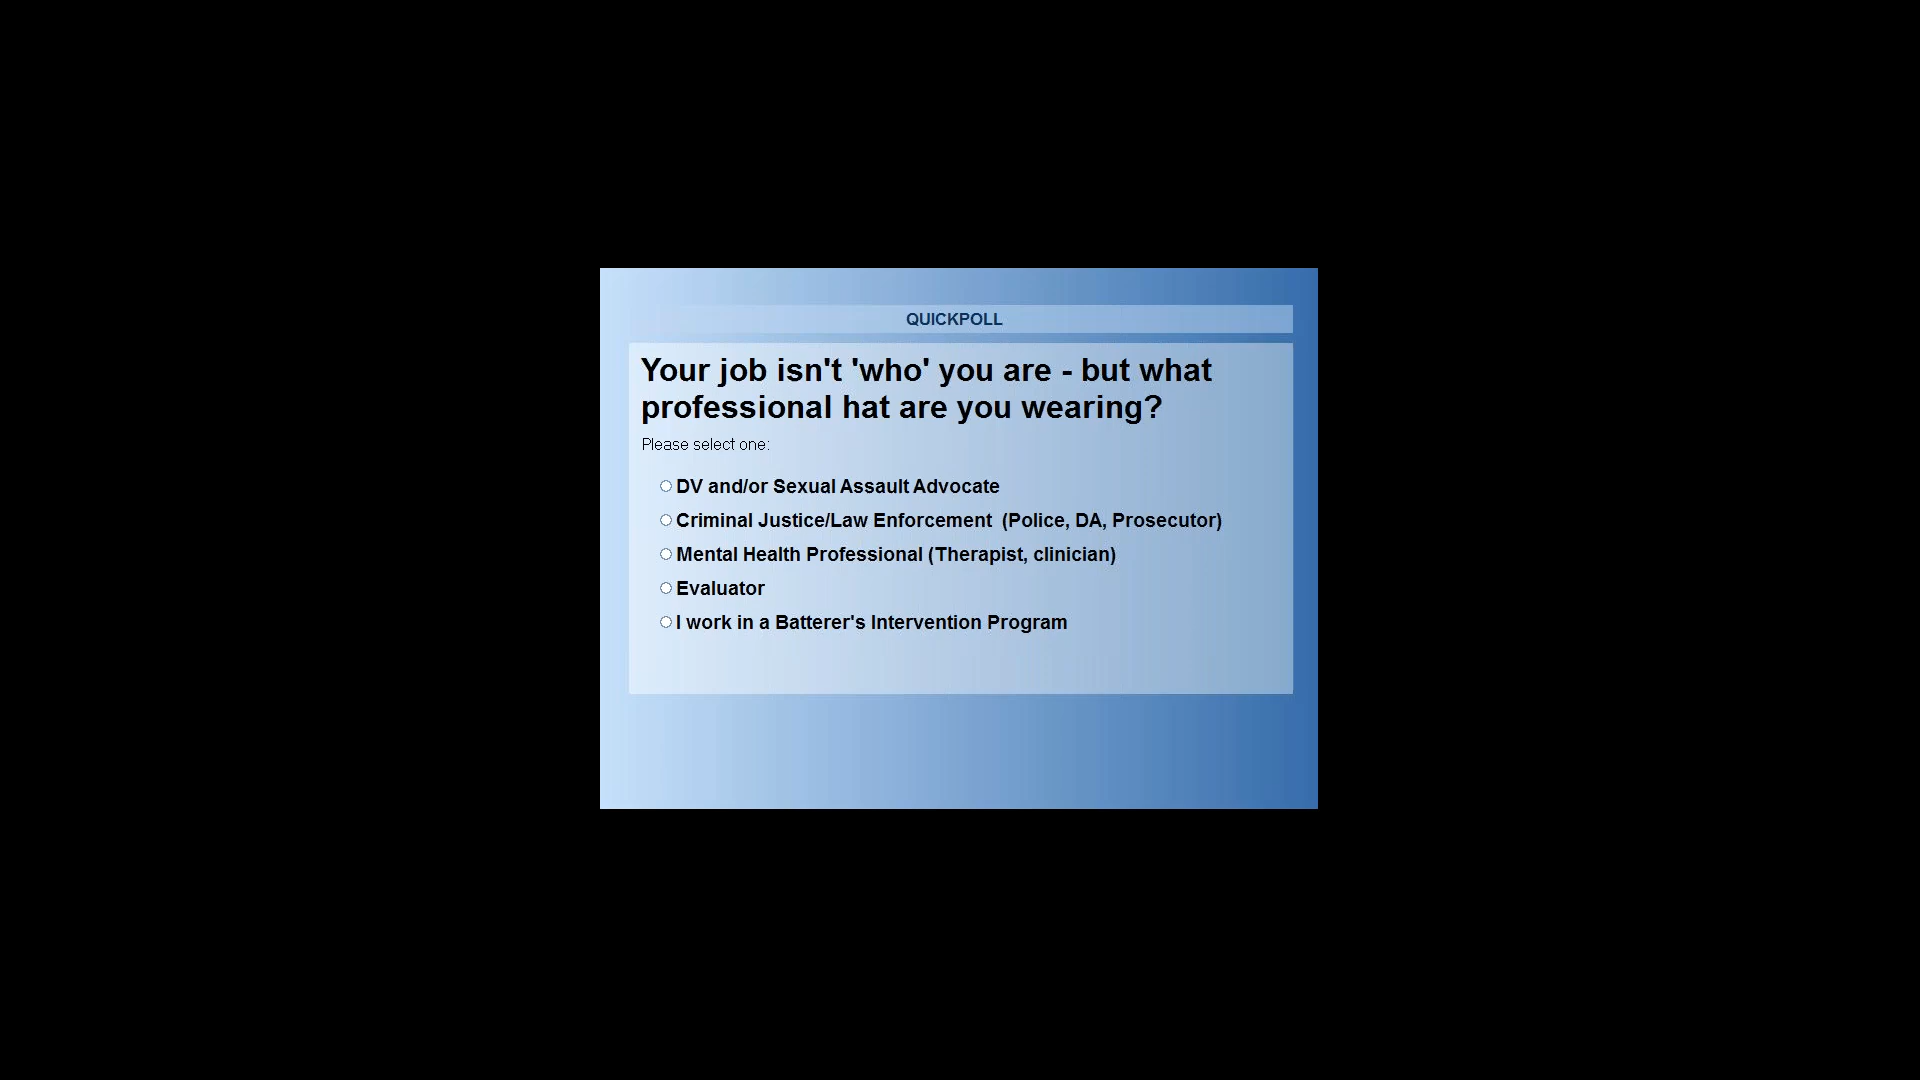 QUICKPOLL
Your job isn't 'who' you are - but what
professional hat are you wearing?
Please select one:
DV and/or Sexual Assault Advocate
Criminal Justice/Law Enforcement  (Police, DA, Prosecutor)
Mental Health Professional (Therapist, clinician)
Evaluator
I work in a Batterer's Intervention Program